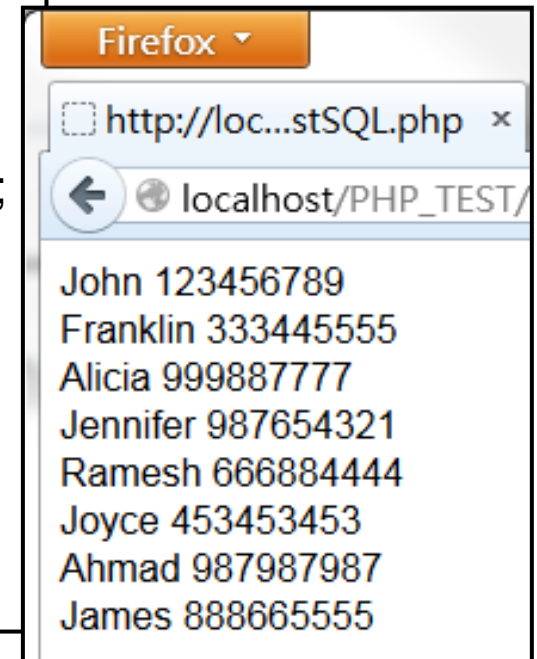 Firefox
http://loc...stSQL.php ×
;
localhost/PHP_TEST/
John 123456789
Franklin 333445555
Alicia 999887777
Jennifer 987654321
Ramesh 666884444
Joyce 453453453
Ahmad 987987987
James 888665555